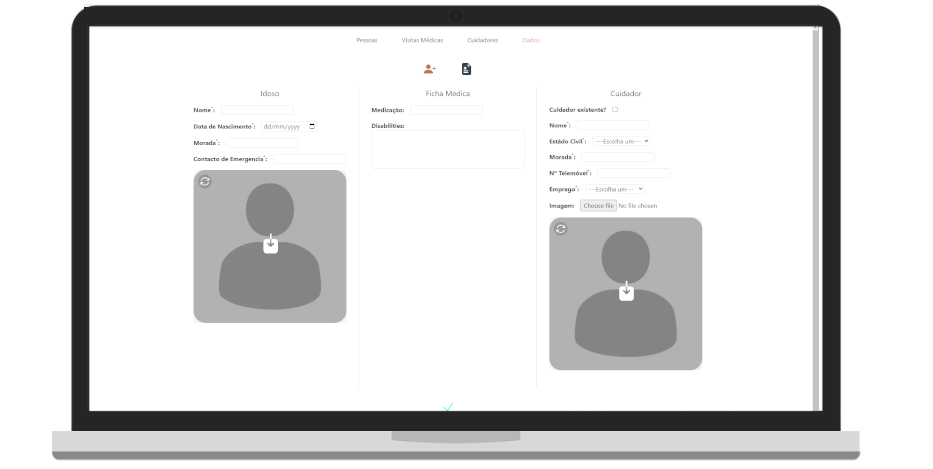 Pessoas Visitas Médicas Cuidadores Dados
Idoso
Nome*:
Data de Nascimento*: dd/mm/yyyy
Morada*:
Contacto de Emergencia*:
Ficha Médica
Medicação:
Disabilities:
Cuidador
Cuidador existente?
Nome*:
Estádo Civil*: ---Escolha um---
Morada*:
Nº Telemóvel*:
Emprego*: ---Escolha um---
Imagem: Choose file No file chosen